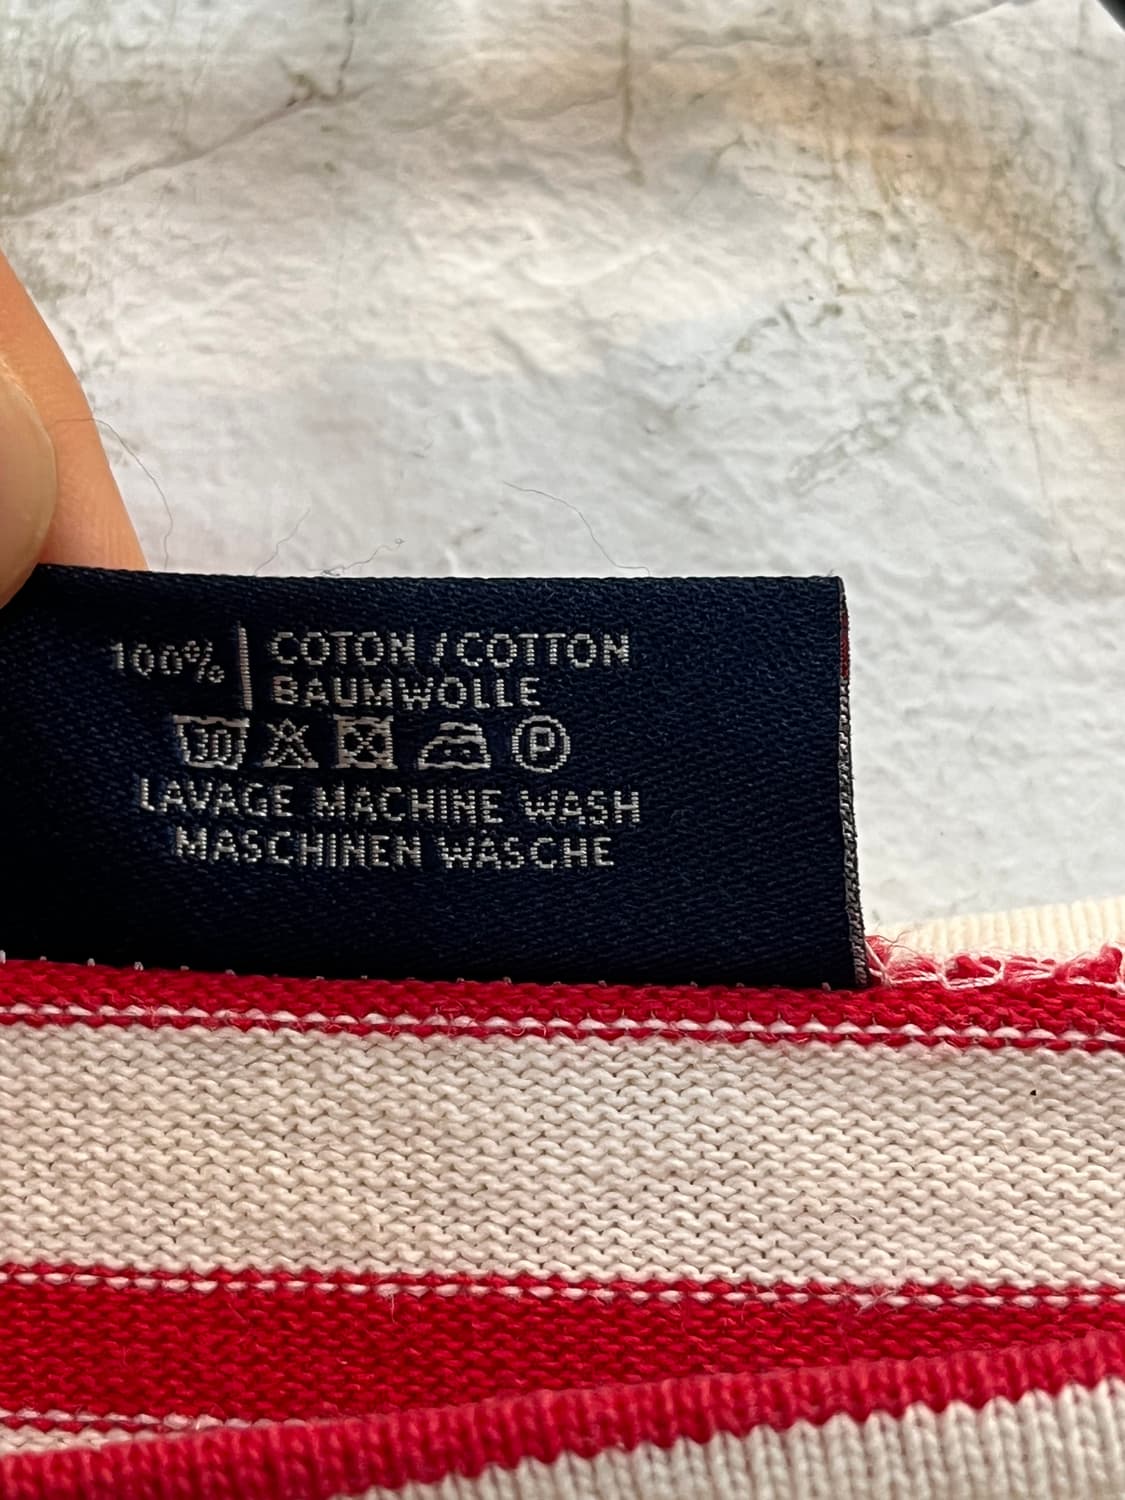 100% COTON / COTTON
BAUMWOLLE
30 P
LAVAGE MACHINE WASH
MASCHINEN WÄSCHE